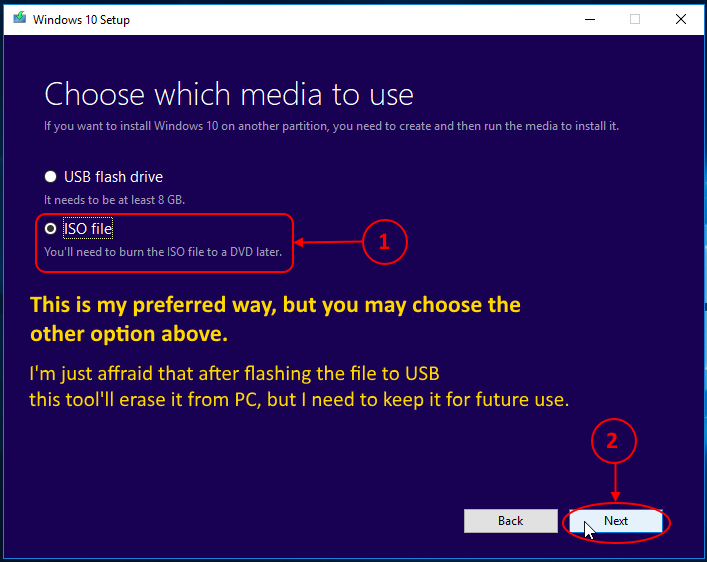 Windows 10 Setup
Choose which media to use
If you want to install Windows 10 on another partition, you need to create and then run the media to install it.
USB flash drive
It needs to be at least 8 GB.
ISO file
You'll need to burn the ISO file to a DVD later.
1
This is my preferred way, but you may choose the
other option above.
I'm just affraid that after flashing the file to USB
this tool'll erase it from PC, but I need to keep it for future use.
2
Back
Next